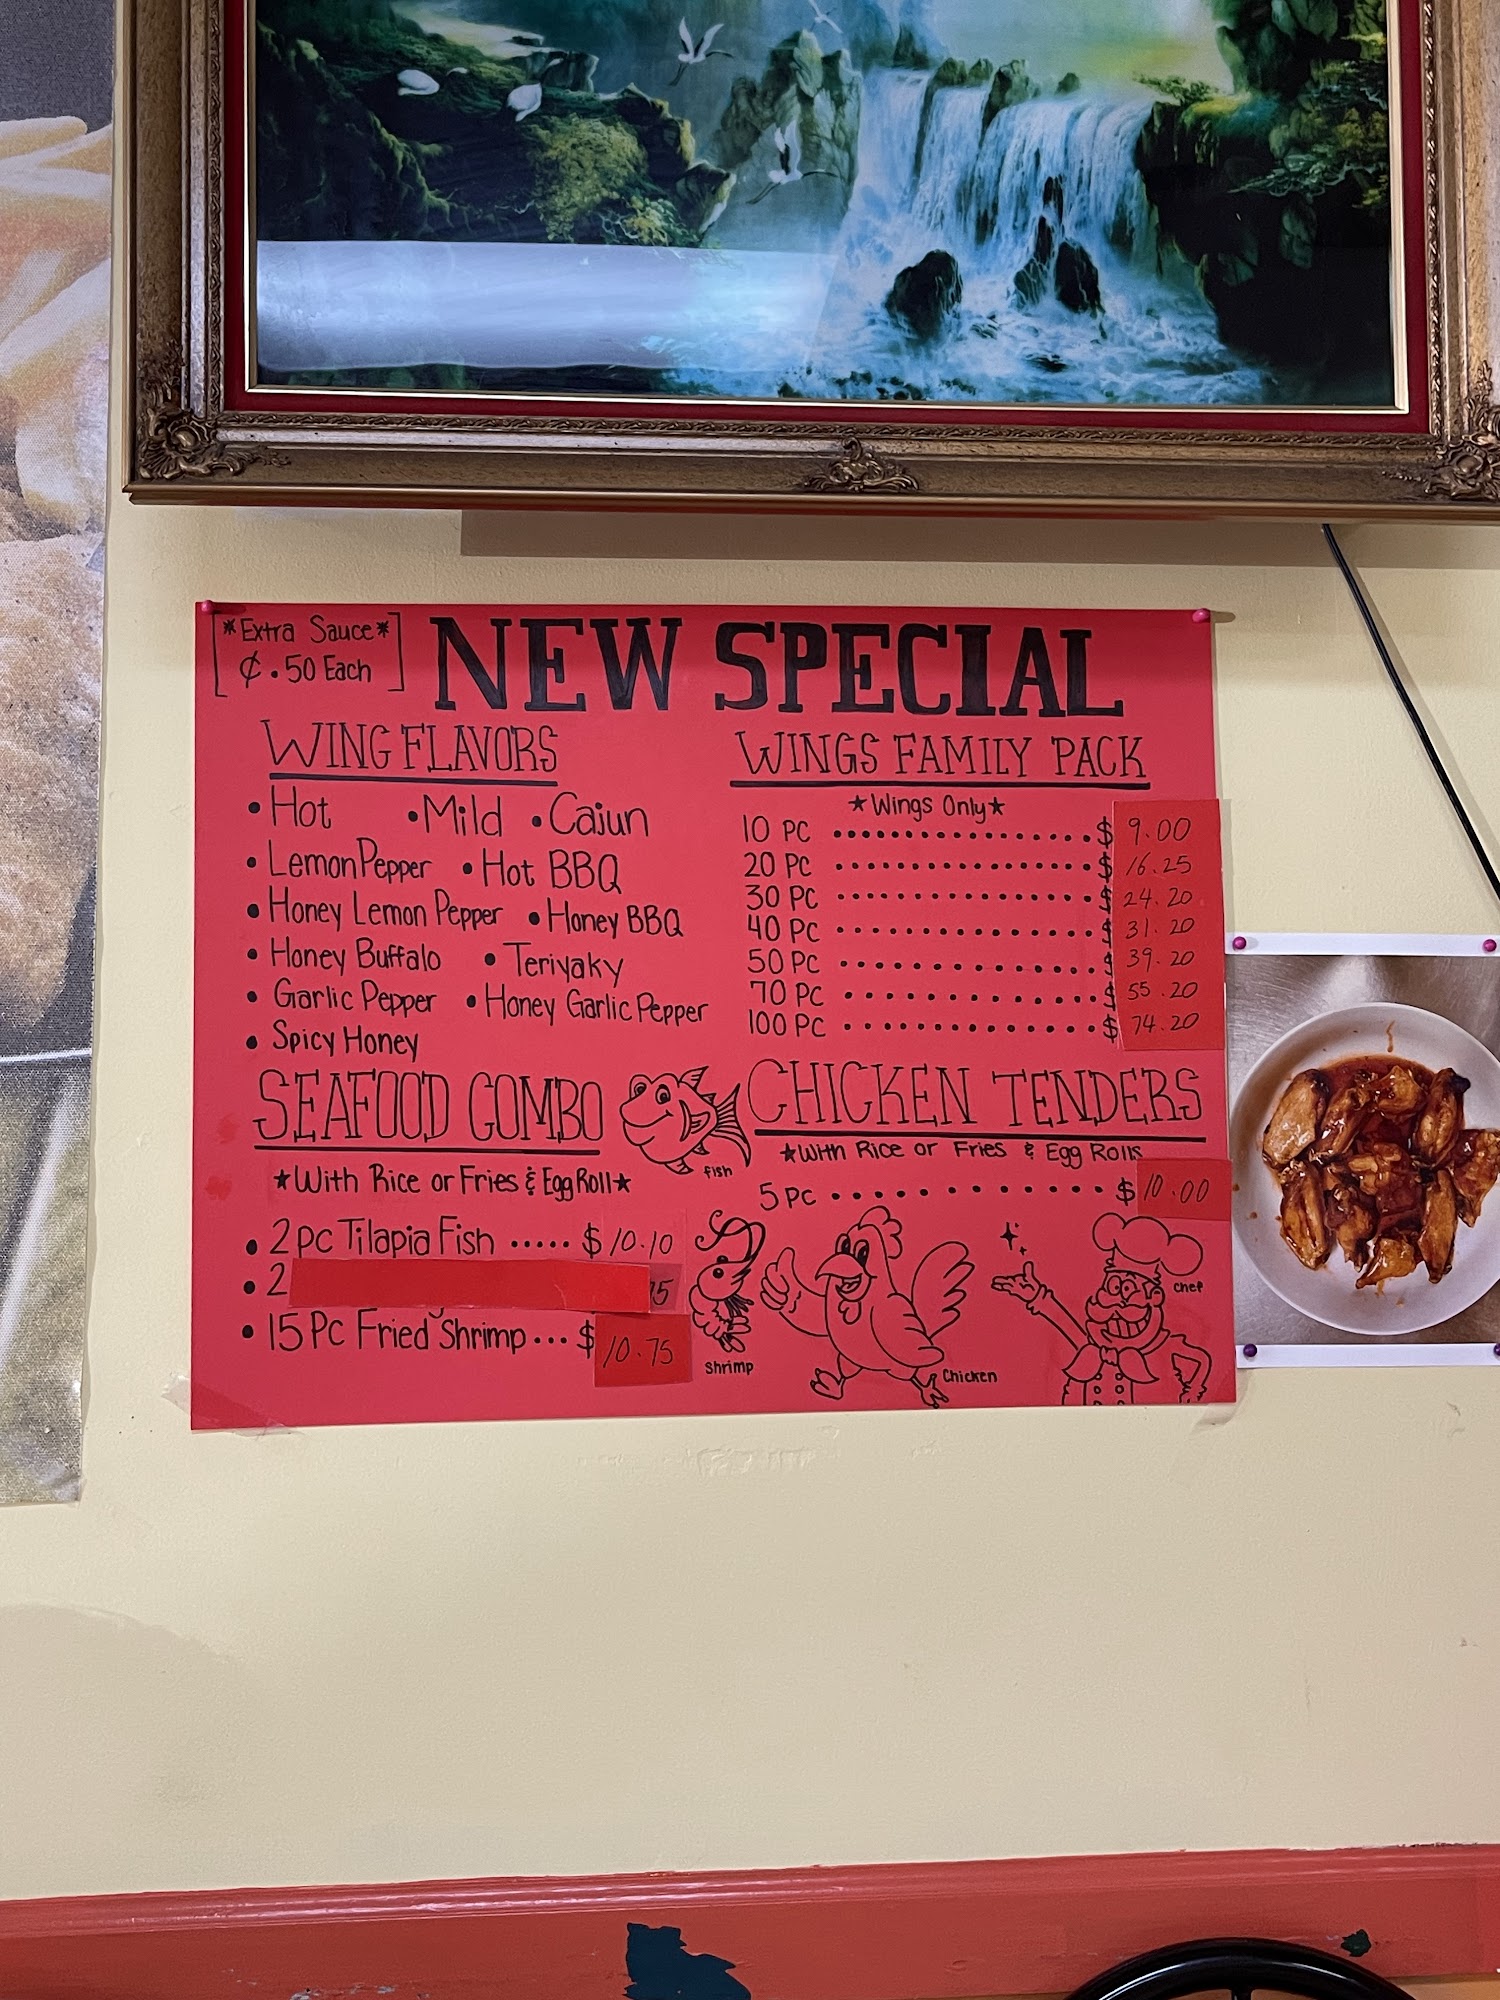 *Extra Sauce*
¢.50 Each
NEW SPECIAL
WING FLAVORS
• Hot • Mild • Cajun
• Lemon Pepper • Hot BBQ
• Honey Lemon Pepper • Honey BBQ
• Honey Buffalo • Teriyaky
• Garlic Pepper • Honey Garlic Pepper
• Spicy Honey
WINGS FAMILY PACK
★Wings Only★
10 PC ........................ $ 9.00
20 PC ........................ $ 16.25
30 PC ........................ $ 24.20
40 PC ........................ $ 31.20
50 PC ........................ $ 39.20
70 PC ........................ $ 55.20
100 PC ........................ $ 74.20
SEAFOOD COMBO
★With Rice or Fries & Egg Roll★
• 2 pc Tilapia Fish ..... $ 10.10
• 2
• 15 PC Fried Shrimp ... $ 10.75
fish
Shrimp
CHICKEN TENDERS
★With Rice or Fries & Egg Rolls
5 PC ............ $ 10.00
Chicken
Chef